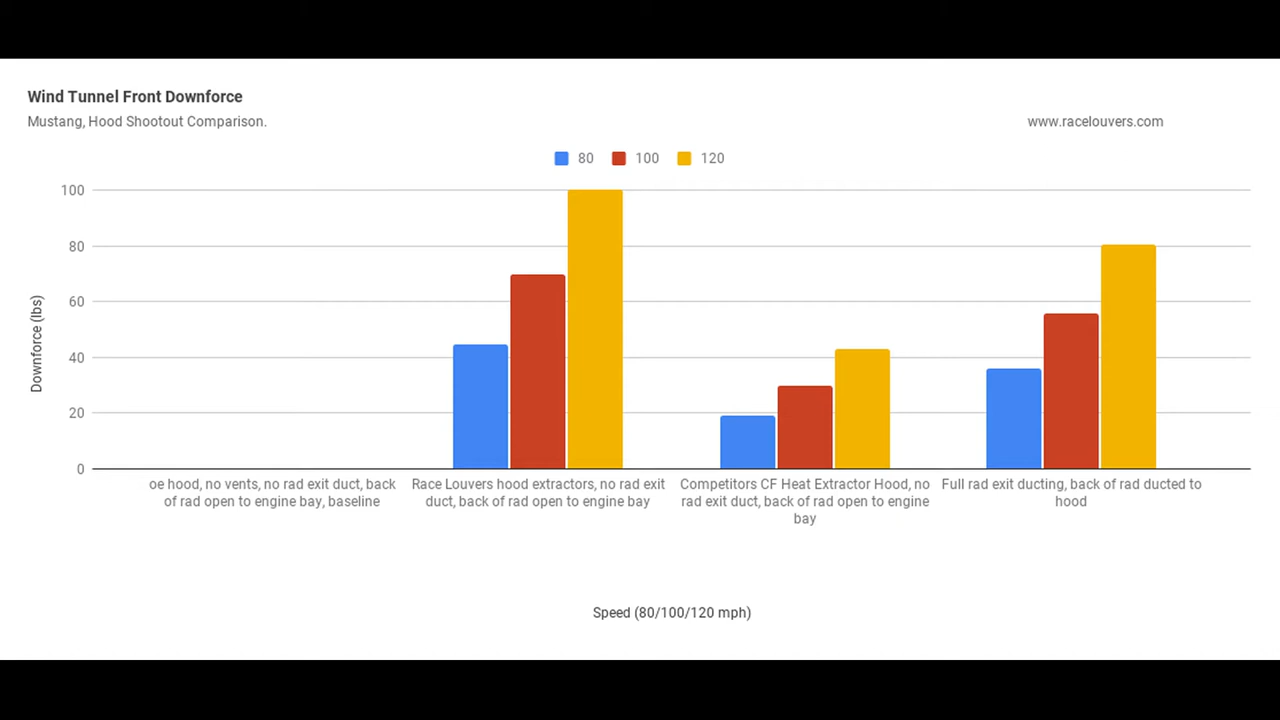 Wind Tunnel Front Downforce
Mustang, Hood Shootout Comparison.
www.racelouvers.com
80
100
120
Downforce (lbs)
100
80
60
40
20
0
oe hood, no vents, no rad exit duct, back
of rad open to engine bay, baseline
Race Louvers hood extractors, no rad exit
duct, back of rad open to engine bay
Competitors CF Heat Extractor Hood, no
rad exit duct, back of rad open to engine
bay
Full rad exit ducting, back of rad ducted to
hood
Speed (80/100/120 mph)